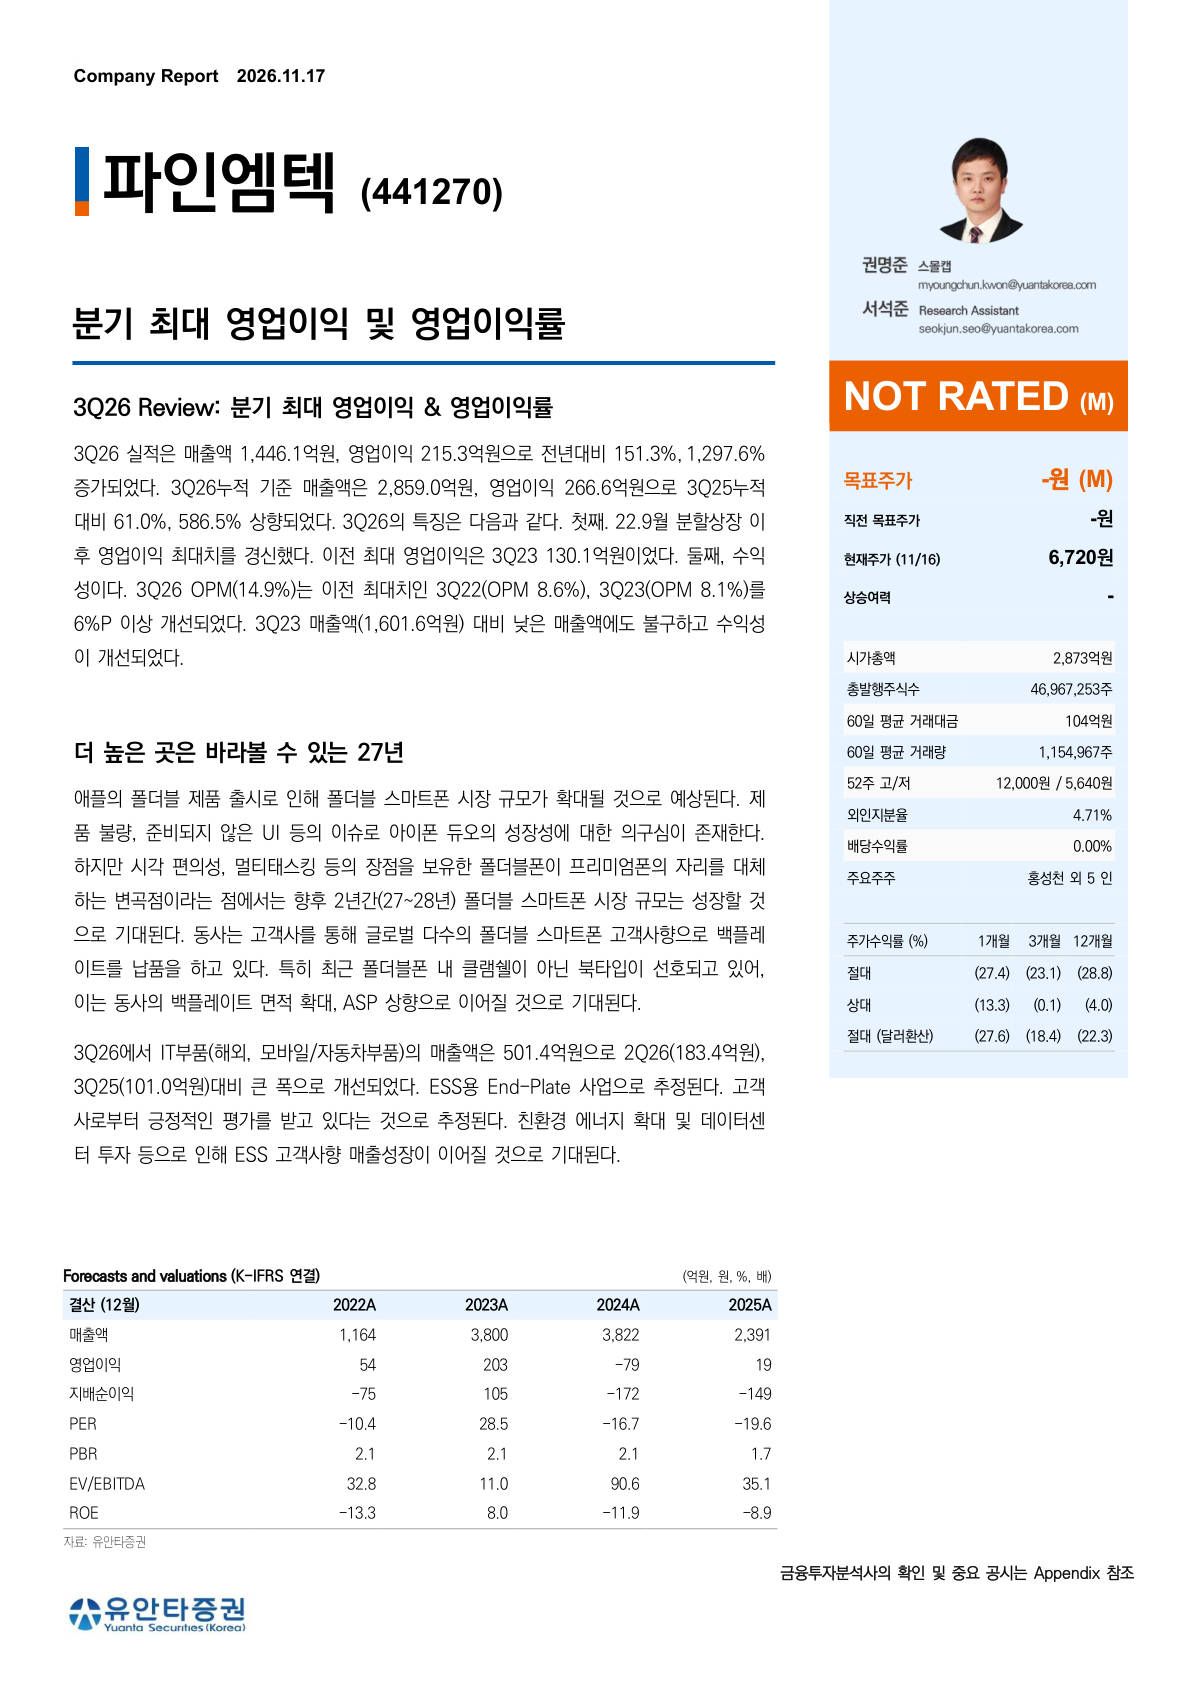 Company Report 2026.11.17
파인엠텍 (441270)
분기 최대 영업이익 및 영업이익률
3Q26 Review: 분기 최대 영업이익 & 영업이익률
3Q26 실적은 매출액 1,446.1억원, 영업이익 215.3억원으로 전년대비 151.3%, 1,297.6%
증가되었다. 3Q26누적 기준 매출액은 2,859.0억원, 영업이익 266.6억원으로 3Q25누적
대비 61.0%, 586.5% 상향되었다. 3Q26의 특징은 다음과 같다. 첫째. 22.9월 분할상장 이
후 영업이익 최대치를 경신했다. 이전 최대 영업이익은 3Q23 130.1억원이었다. 둘째, 수익
성이다. 3Q26 OPM(14.9%)는 이전 최대치인 3Q22(OPM 8.6%), 3Q23(OPM 8.1%)를
6%P 이상 개선되었다. 3Q23 매출액(1,601.6억원) 대비 낮은 매출액에도 불구하고 수익성
이 개선되었다.
더 높은 곳은 바라볼 수 있는 27년
애플의 폴더블 제품 출시로 인해 폴더블 스마트폰 시장 규모가 확대될 것으로 예상된다. 제
품 불량, 준비되지 않은 UI 등의 이슈로 아이폰 듀오의 성장성에 대한 의구심이 존재한다.
하지만 시각 편의성, 멀티태스킹 등의 장점을 보유한 폴더블폰이 프리미엄폰의 자리를 대체
하는 변곡점이라는 점에서는 향후 2년간(27~28년) 폴더블 스마트폰 시장 규모는 성장할 것
으로 기대된다. 동사는 고객사를 통해 글로벌 다수의 폴더블 스마트폰 고객사향으로 백플레
이트를 납품을 하고 있다. 특히 최근 폴더블폰 내 클램쉘이 아닌 북타입이 선호되고 있어,
이는 동사의 백플레이트 면적 확대, ASP 상향으로 이어질 것으로 기대된다.
3Q26에서 IT부품(해외, 모바일/자동차부품)의 매출액은 501.4억원으로 2Q26(183.4억원),
3Q25(101.0억원)대비 큰 폭으로 개선되었다. ESS용 End-Plate 사업으로 추정된다. 고객
사로부터 긍정적인 평가를 받고 있다는 것으로 추정된다. 친환경 에너지 확대 및 데이터센
터 투자 등으로 인해 ESS 고객사향 매출성장이 이어질 것으로 기대된다.
Forecasts and valuations (K-IFRS 연결) (억원, 원, %, 배)
결산 (12월) 2022A 2023A 2024A 2025A
매출액 1,164 3,800 3,822 2,391
영업이익 54 203 -79 19
지배순이익 -75 105 -172 -149
PER -10.4 28.5 -16.7 -19.6
PBR 2.1 2.1 2.1 1.7
EV/EBITDA 32.8 11.0 90.6 35.1
ROE -13.3 8.0 -11.9 -8.9
자료: 유안타증권
권명준 스몰캡
myoungchun.kwon@yuantakorea.com
서석준 Research Assistant
seokjun.seo@yuantakorea.com
NOT RATED (M)
목표주가 -원 (M)
직전 목표주가 -원
현재주가 (11/16) 6,720원
상승여력 -
시가총액 2,873억원
총발행주식수 46,967,253주
60일 평균 거래대금 104억원
60일 평균 거래량 1,154,967주
52주 고/저 12,000원 / 5,640원
외인지분율 4.71%
배당수익률 0.00%
주요주주 홍성천 외 5 인
주가수익률 (%) 1개월 3개월 12개월
절대 (27.4) (23.1) (28.8)
상대 (13.3) (0.1) (4.0)
절대 (달러환산) (27.6) (18.4) (22.3)
금융투자분석사의 확인 및 중요 공시는 Appendix 참조
유안타증권
Yuanta Securities (Korea)